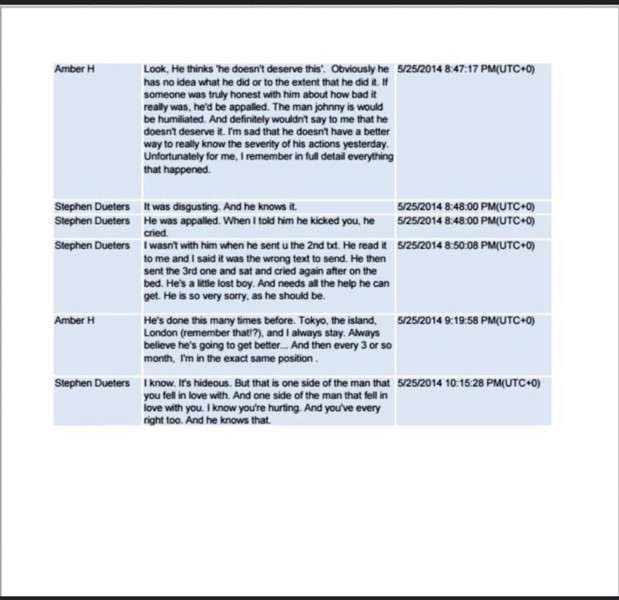 Amber H Look, He thinks 'he doesn't deserve this'. Obviously he 5/25/2014 8:47:17 PM(UTC+0)
has no idea what he did or to the extent that he did it. If
someone was truly honest with him about how bad it
really was, he'd be appalled. The man johnny is would
be humiliated. And definitely wouldn't say to me that he
doesn't deserve it. I'm sad that he doesn't have a better
way to really know the severity of his actions yesterday.
Unfortunately for me, I remember in full detail everything
that happened.
Stephen Dueters It was disgusting. And he knows it. 5/25/2014 8:48:00 PM(UTC+0)
Stephen Dueters He was appalled. When I told him he kicked you, he 5/25/2014 8:48:00 PM(UTC+0)
cried.
Stephen Dueters I wasn't with him when he sent u the 2nd txt. He read it 5/25/2014 8:50:08 PM(UTC+0)
to me and I said it was the wrong text to send. He then
sent the 3rd one and sat and cried again after on the
bed. He's a little lost boy. And needs all the help he can
get. He is so very sorry, as he should be.
Amber H He's done this many times before. Tokyo, the island, 5/25/2014 9:19:58 PM(UTC+0)
London (remember that!?), and I always stay. Always
believe he's going to get better... And then every 3 or so
month, I'm in the exact same position .
Stephen Dueters I know. It's hideous. But that is one side of the man that 5/25/2014 10:15:28 PM(UTC+0)
you fell in love with. And one side of the man that fell in
love with you. I know you're hurting. And you've every
right too. And he knows that.